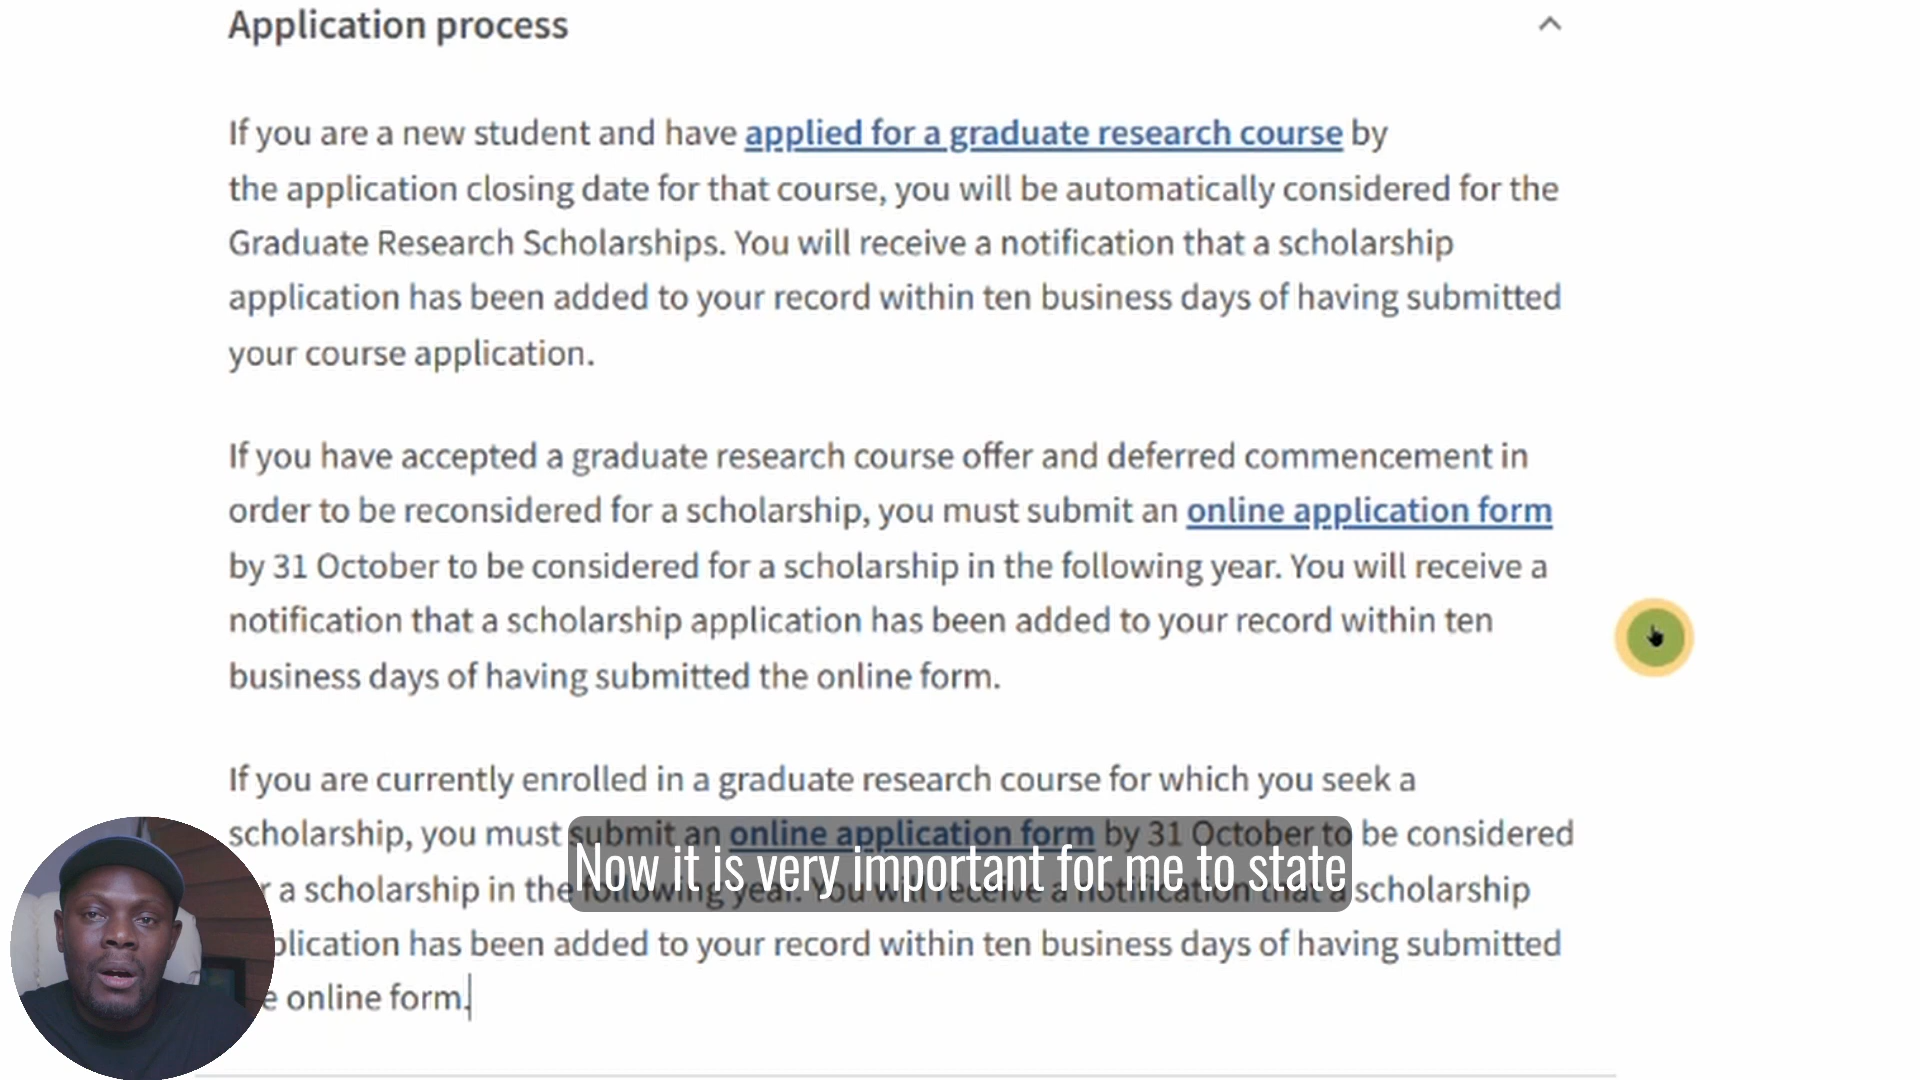 Application process
If you are a new student and have applied for a graduate research course by
the application closing date for that course, you will be automatically considered for the
Graduate Research Scholarships. You will receive a notification that a scholarship
application has been added to your record within ten business days of having submitted
your course application.
If you have accepted a graduate research course offer and deferred commencement in
order to be reconsidered for a scholarship, you must submit an online application form
by 31 October to be considered for a scholarship in the following year. You will receive a
notification that a scholarship application has been added to your record within ten
business days of having submitted the online form.
If you are currently enrolled in a graduate research course for which you seek a
scholarship, you must submit an online application form by 31 October to be considered
a scholarship in the following year. You will receive a notification that a scholarship
Now it is very important for me to state
plication has been added to your record within ten business days of having submitted
e online form.